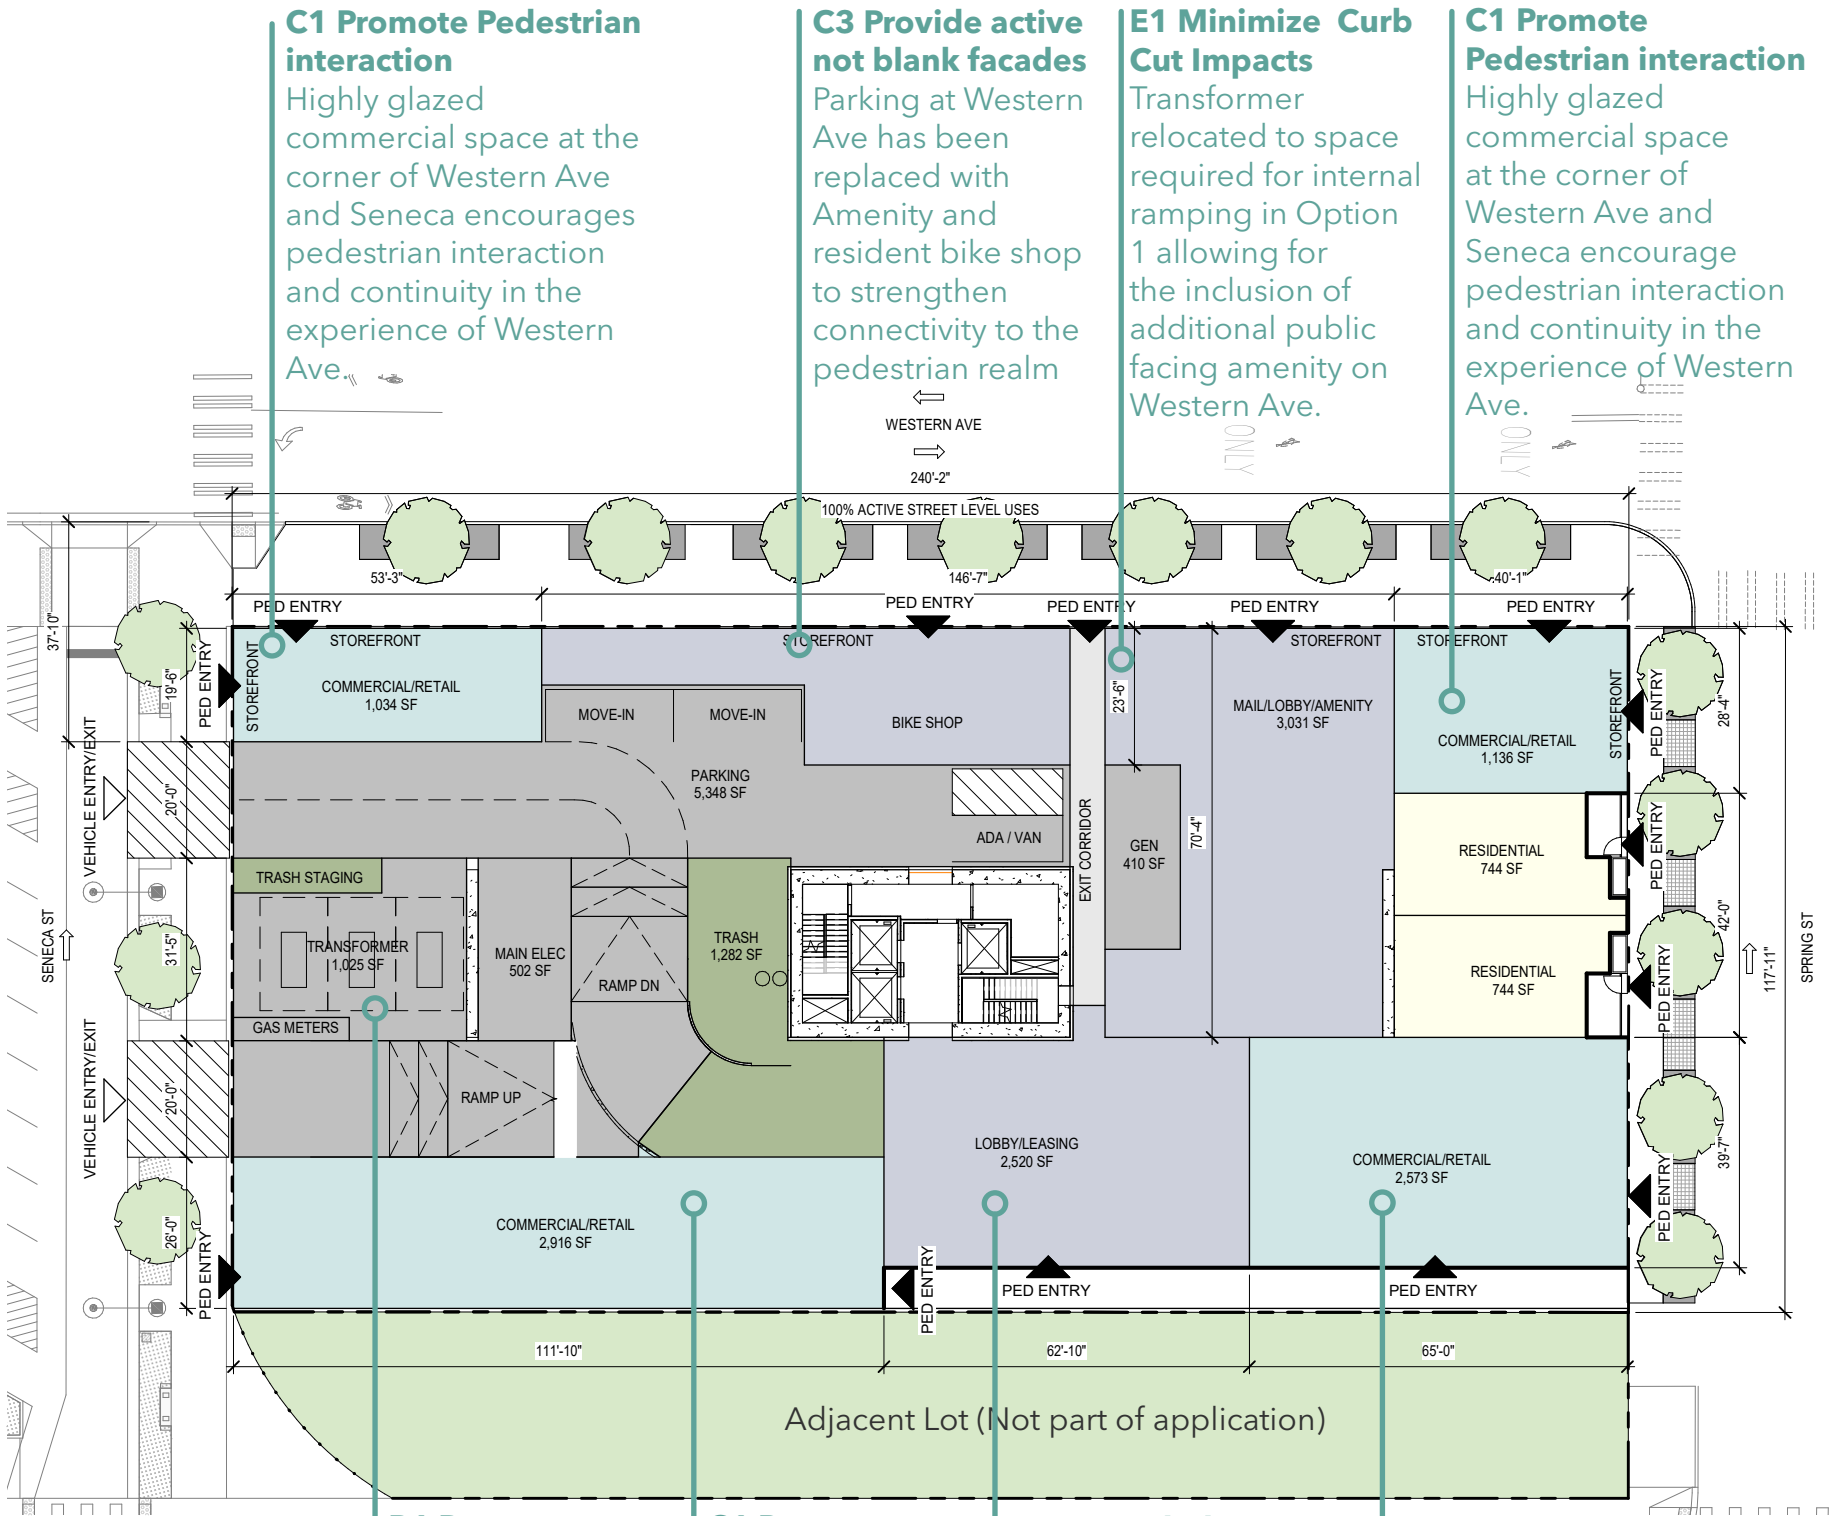 C1 Promote Pedestrian
interaction
Highly glazed
commercial space at the
corner of Western Ave
and Seneca encourages
pedestrian interaction
and continuity in the
experience of Western
Ave.
C3 Provide active
not blank facades
Parking at Western
Ave has been
replaced with
Amenity and
resident bike shop
to strengthen
connectivity to the
pedestrian realm
E1 Minimize Curb
Cut Impacts
Transformer
relocated to space
required for internal
ramping in Option
1 allowing for
the inclusion of
additional public
facing amenity on
Western Ave.
C1 Promote
Pedestrian interaction
Highly glazed
commercial space
at the corner of
Western Ave and
Seneca encourage
pedestrian interaction
and continuity in the
experience of Western
Ave.
WESTERN AVE
ONLY
ONLY
240'-2"
100% ACTIVE STREET LEVEL USES
53'-3"
146'-7"
40'-1"
PED ENTRY
PED ENTRY
PED ENTRY
PED ENTRY
PED ENTRY
STOREFRONT
STOREFRONT
STOREFRONT
STOREFRONT
37'-10"
19'-6"
PED ENTRY
STOREFRONT
COMMERCIAL/RETAIL
1,034 SF
MOVE-IN
MOVE-IN
BIKE SHOP
23'-6"
MAIL/LOBBY/AMENITY
3,031 SF
COMMERCIAL/RETAIL
1,136 SF
STOREFRONT
PED ENTRY
28'-4"
VEHICLE ENTRY/EXIT
20'-0"
PARKING
5,348 SF
ADA / VAN
EXIT CORRIDOR
GEN
410 SF
70'-4"
RESIDENTIAL
744 SF
PED ENTRY
42'-0"
TRASH STAGING
SENECA ST
31'-5"
TRANSFORMER
1,025 SF
MAIN ELEC
502 SF
RAMP DN
TRASH
1,282 SF
RESIDENTIAL
744 SF
PED ENTRY
117'-11"
SPRING ST
GAS METERS
VEHICLE ENTRY/EXIT
20'-0"
RAMP UP
LOBBY/LEASING
2,520 SF
COMMERCIAL/RETAIL
2,573 SF
PED ENTRY
39'-7"
26'-0"
PED ENTRY
COMMERCIAL/RETAIL
2,916 SF
PED ENTRY
PED ENTRY
PED ENTRY
111'-10"
62'-10"
65'-0"
Adjacent Lot (Not part of application)